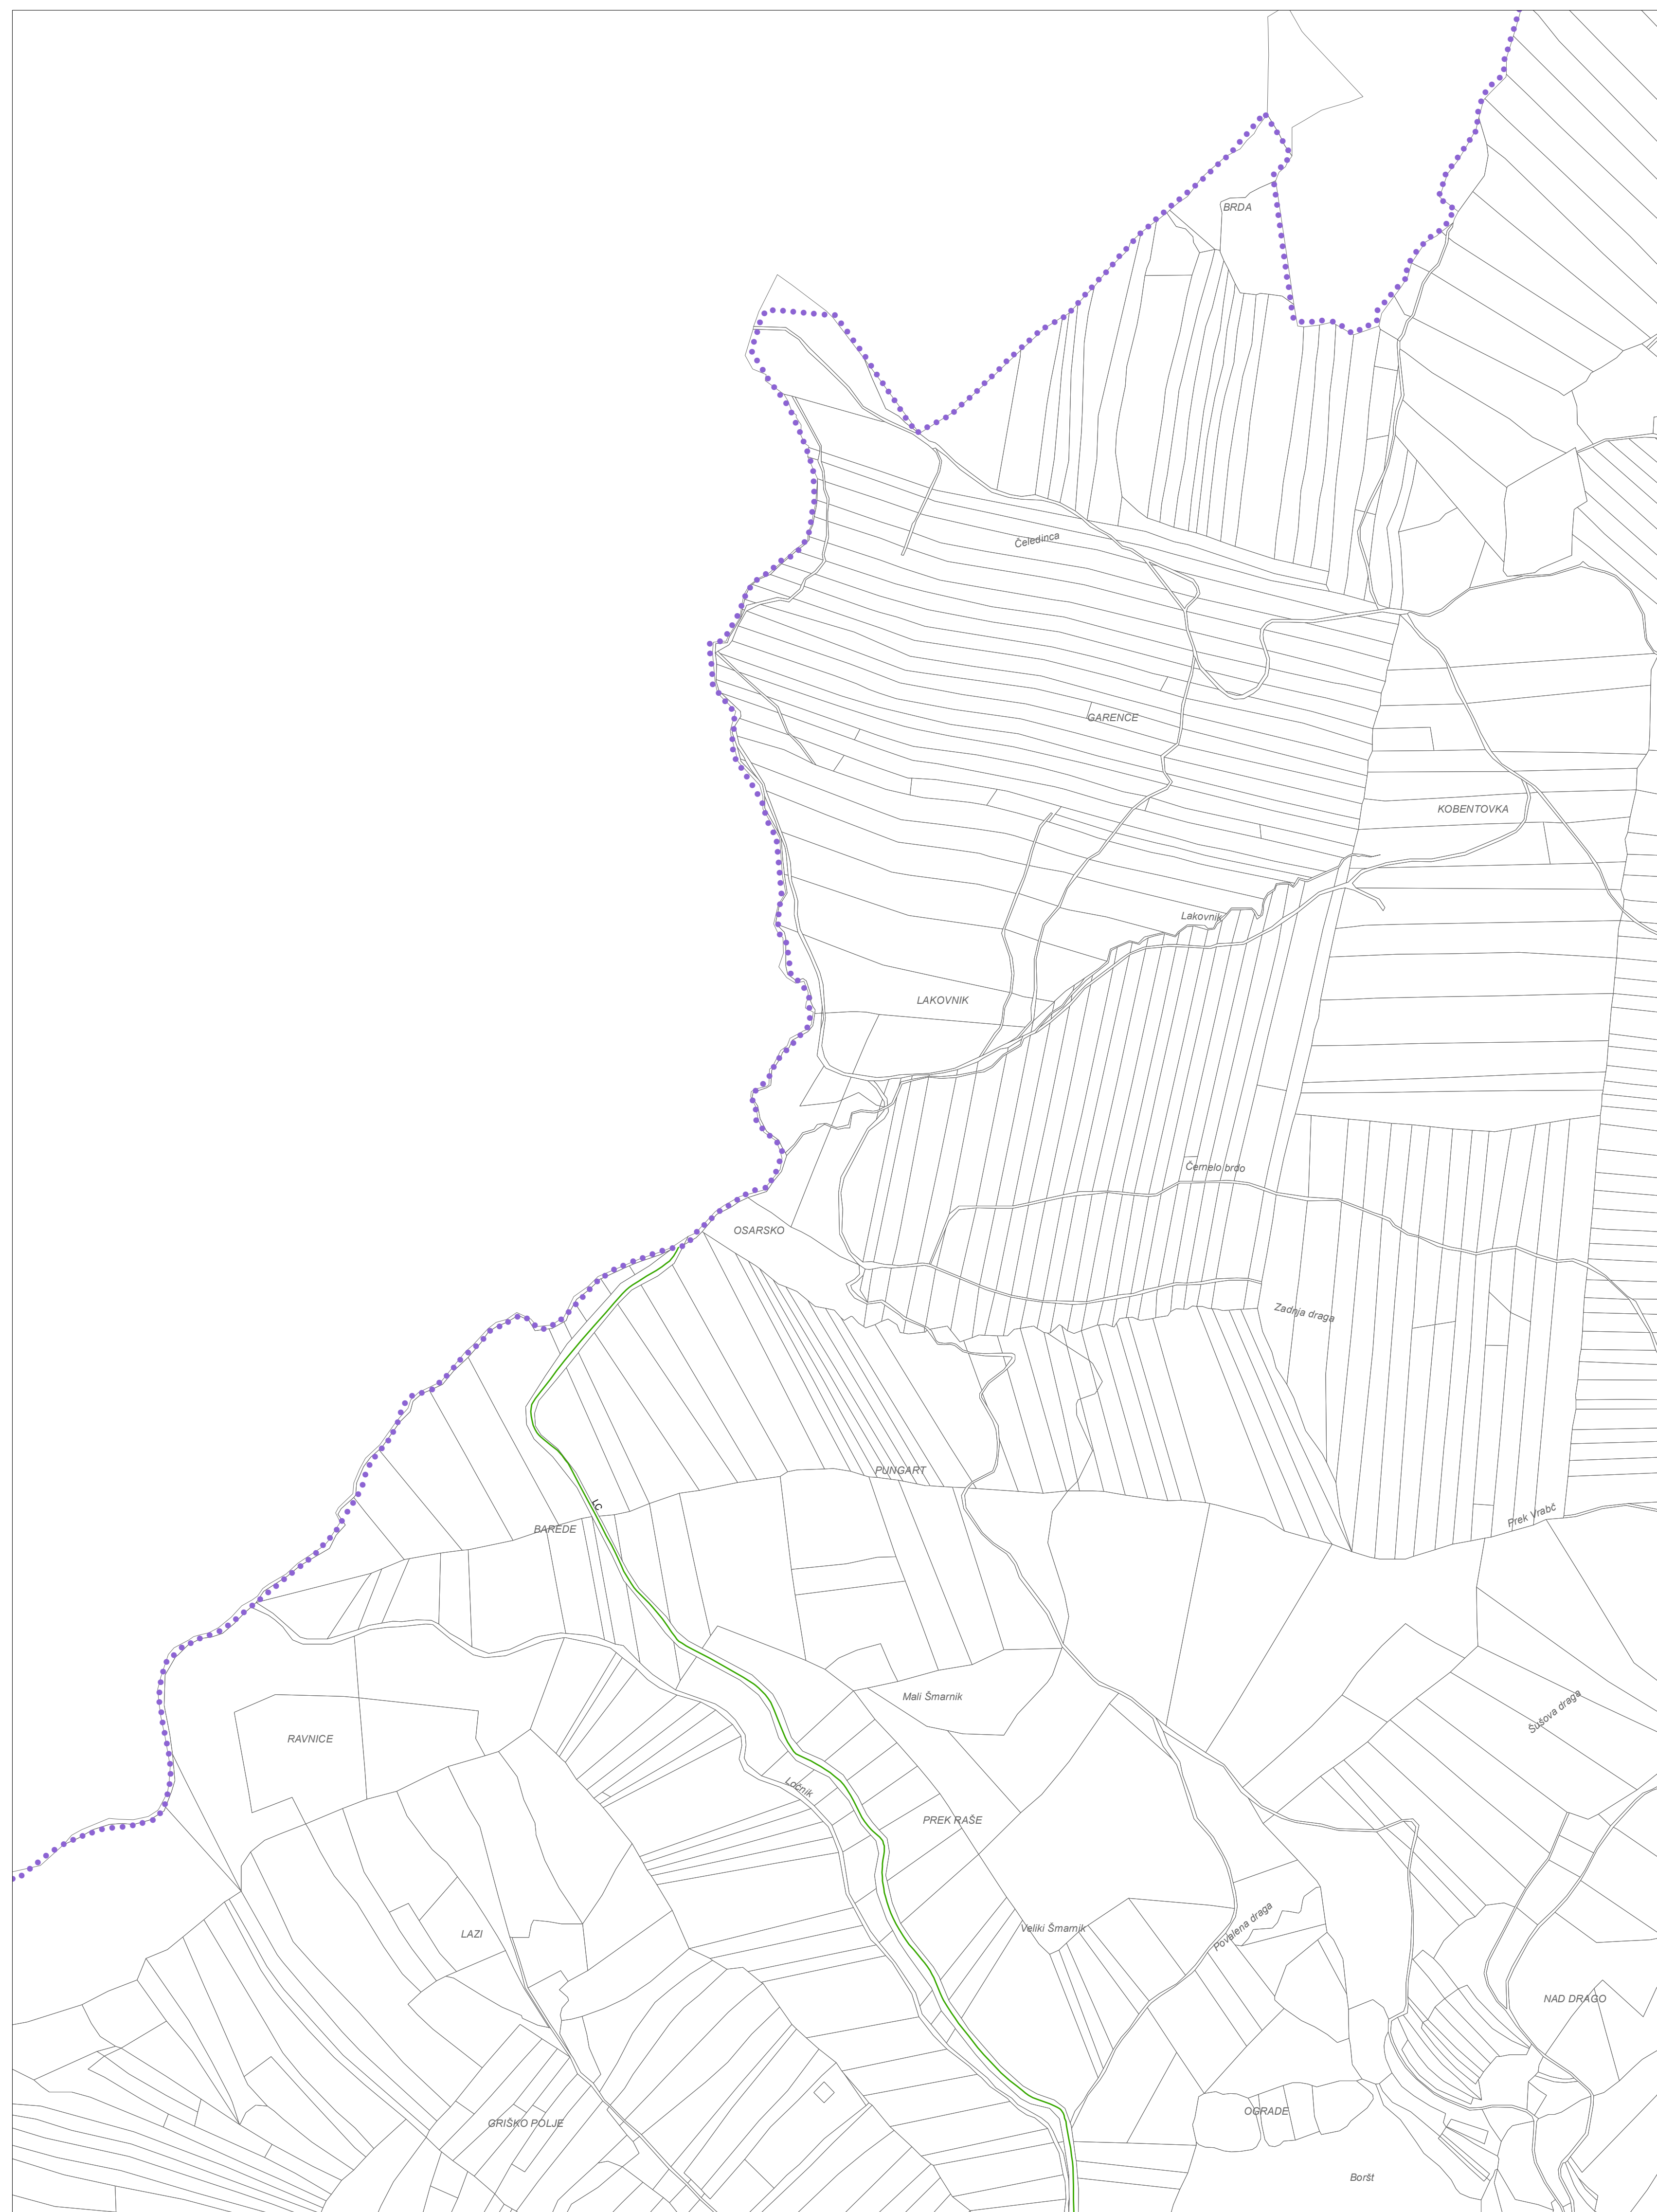 BRDA
Čeledinca
GARENCE
KOBENTOVKA
Lakovnik
LAKOVNIK
Černelo brdo
OSARSKO
Zadnja draga
PUNGART
LC
Prek Vrabč
BAREDE
Mali Šmarnik
Šušova draga
RAVNICE
Ločnik
PREK RAŠE
Veliki Šmarnik
Povalena draga
LAZI
NAD DRAGO
OGRADE
GRIŠKO POLJE
Boršt